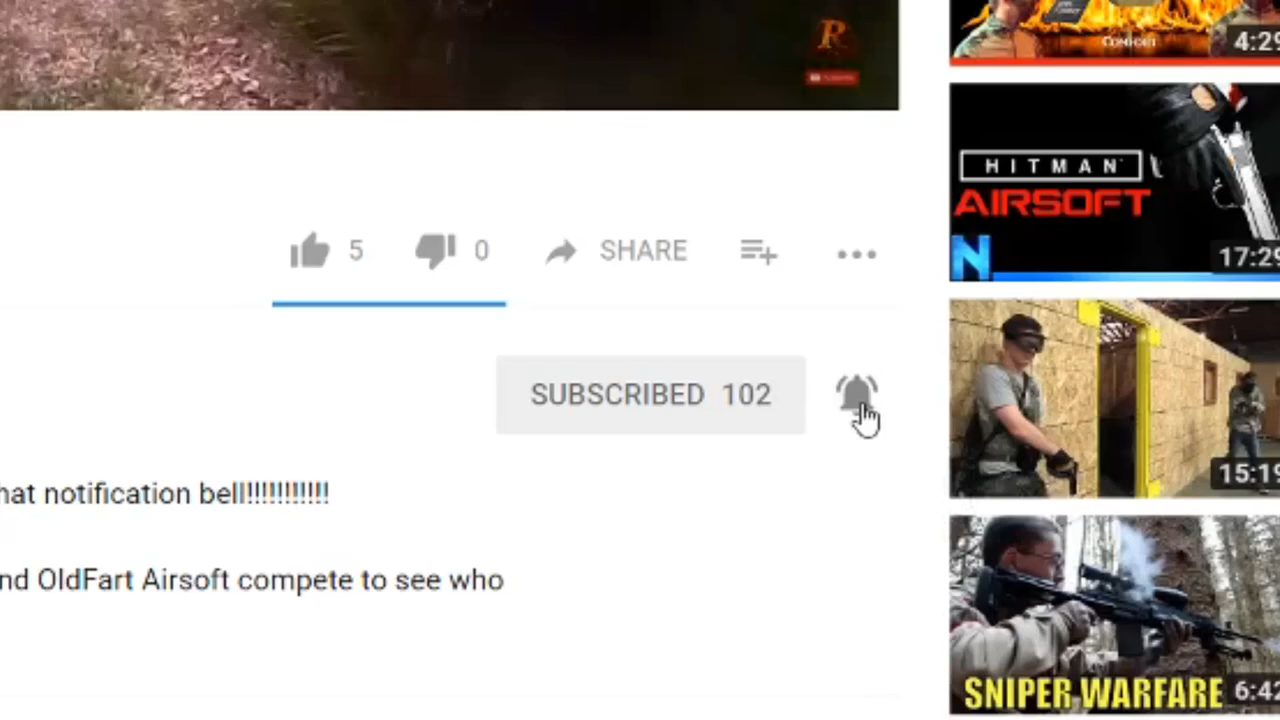 R
COMFORT
4:29
HITMAN
AIRSOFT
N
17:29
5
0
SHARE
SUBSCRIBED 102
15:19
hat notification bell!!!!!!!!!!!
nd OldFart Airsoft compete to see who
SNIPER WARFARE
6:42